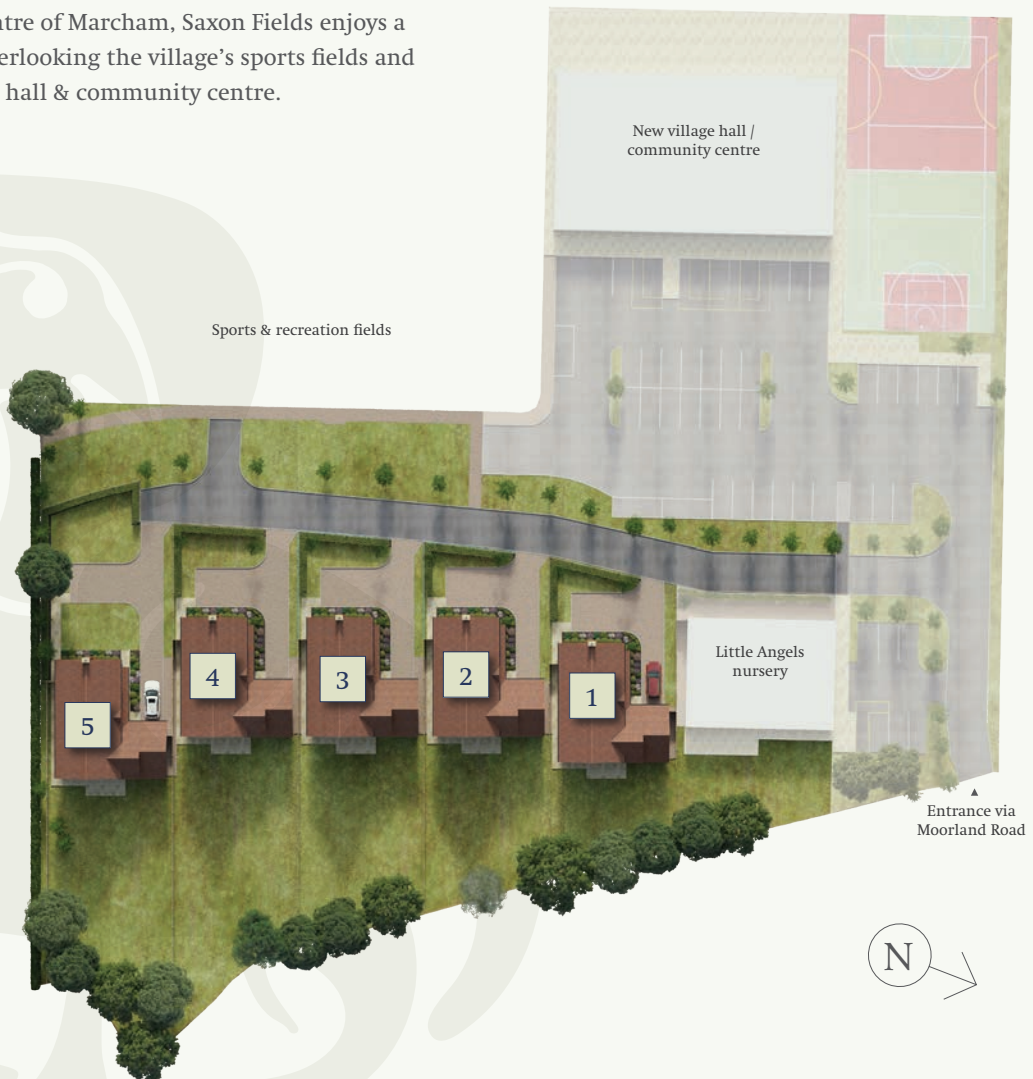 ntre of Marcham, Saxon Fields enjoys a
erlooking the village's sports fields and
hall & community centre.
New village hall /
community centre
Sports & recreation fields
Little Angels
nursery
5
4
3
2
1
Entrance via
Moorland Road
N